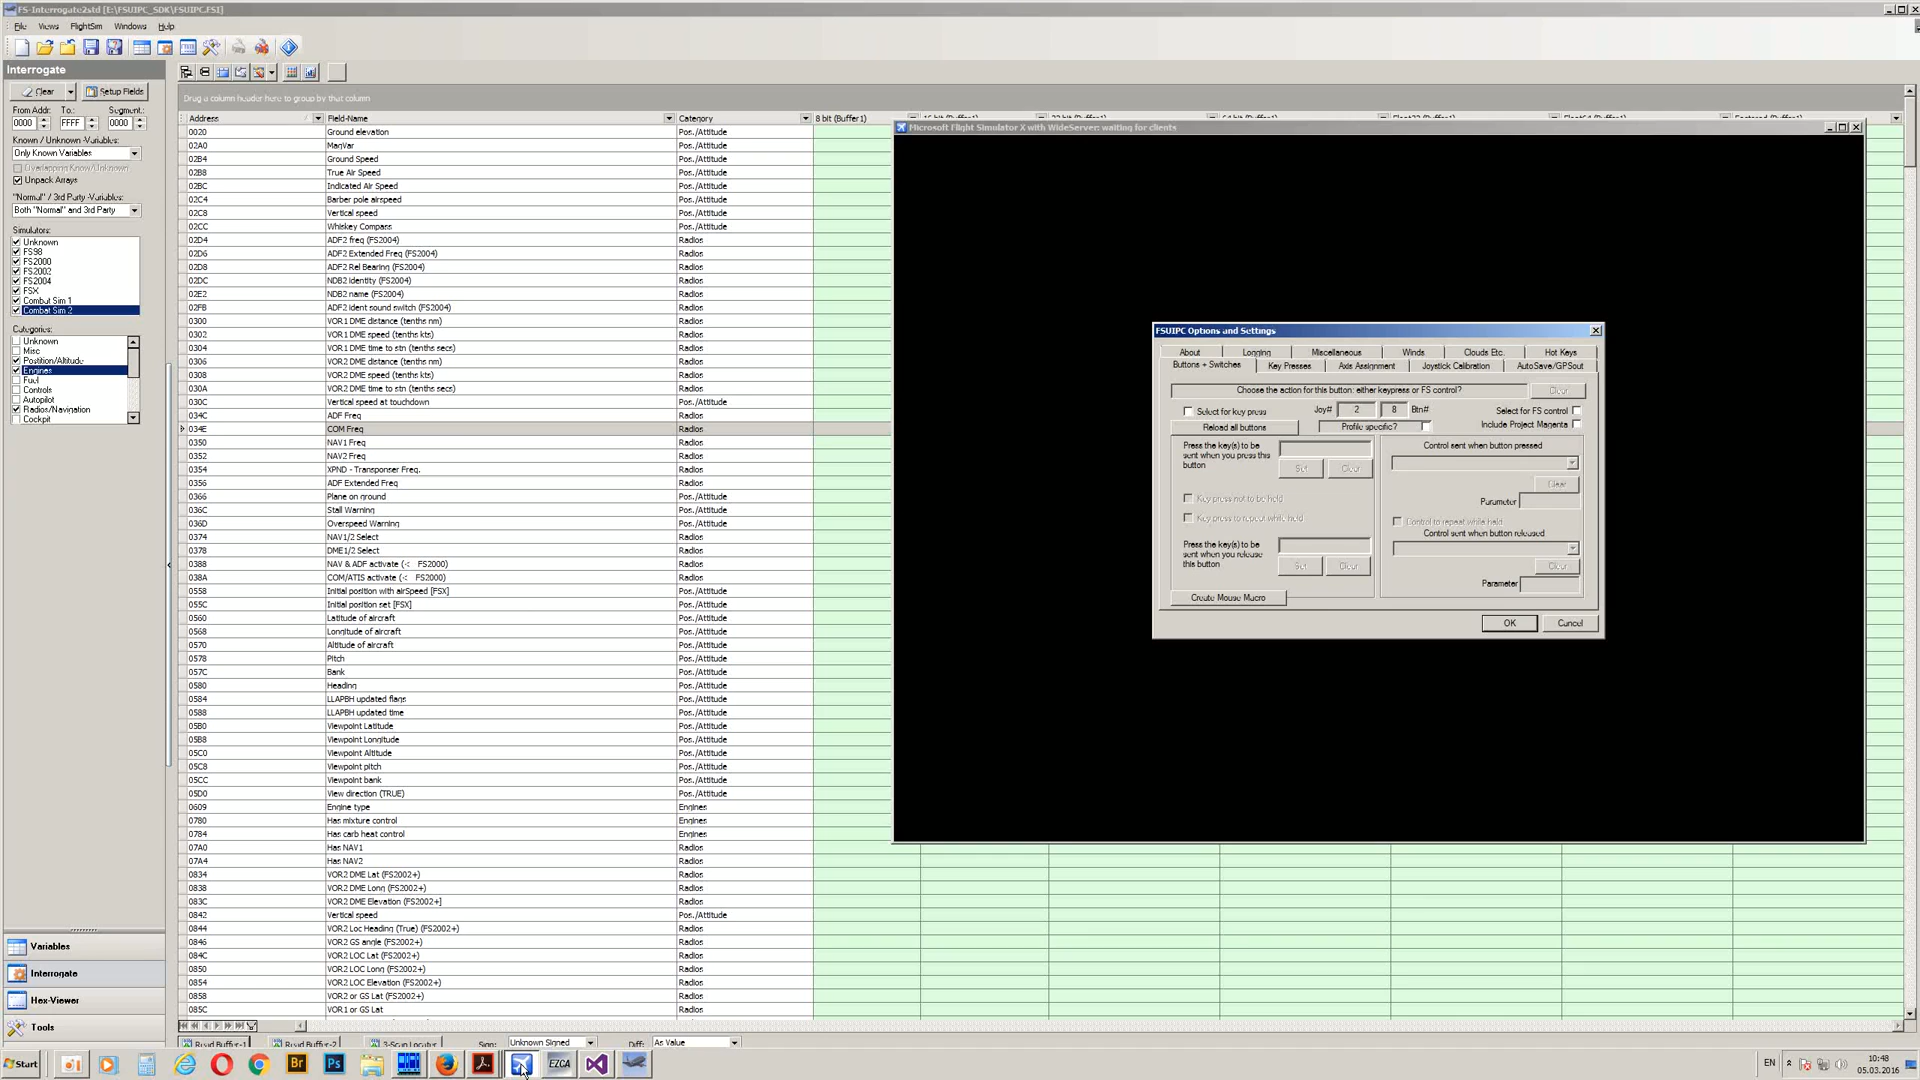 FS-Interrogate2std [E:\FSUIPC_SDK\FSUIPC.FSI]
File Views FlightSim Windows Help
Interrogate
Clear Setup Fields
From Addr: To: Segment:
0000 FFFF 0000
Known / Unknown -Variables:
Only Known Variables
Overlapping Know/Unknown
Unpack Arrays
"Normal" / 3rd Party -Variables:
Both "Normal" and 3rd Party
Simulators:
Unknown
FS98
FS2000
FS2002
FS2004
FSX
Combat Sim 1
Combat Sim 2
Categories:
Unknown
Misc
Postition/Altitude
Engines
Fuel
Controls
Autopilot
Radios/Navigation
Cockpit
Variables
Interrogate
Hex-Viewer
Tools
Drag a column header here to group by that column
Address Field-Name Category 8 bit (Buffer1)
0020 Ground elevation Pos./Attitude
02A0 MagVar Pos./Attitude
02B4 Ground Speed Pos./Attitude
02B8 True Air Speed Pos./Attitude
02BC Indicated Air Speed Pos./Attitude
02C4 Barber pole airspeed Pos./Attitude
02C8 Vertical speed Pos./Attitude
02CC Whiskey Compass Pos./Attitude
02D4 ADF2 freq (FS2004) Radios
02D6 ADF2 Extended Freq (FS2004) Radios
02D8 ADF2 Rel Bearing (FS2004) Radios
02DC NDB2 identity (FS2004) Radios
02E2 NDB2 name (FS2004) Radios
02FB ADF2 ident sound switch (FS2004) Radios
0300 VOR1 DME distance (tenths nm) Radios
0302 VOR1 DME speed (tenths kts) Radios
0304 VOR1 DME time to stn (tenths secs) Radios
0306 VOR2 DME distance (tenths nm) Radios
0308 VOR2 DME speed (tenths kts) Radios
030A VOR2 DME time to stn (tenths secs) Radios
030C Vertical speed at touchdown Pos./Attitude
034C ADF Freq Radios
034E COM Freq Radios
0350 NAV1 Freq Radios
0352 NAV2 Freq Radios
0354 XPND - Transponser Freq. Radios
0356 ADF Extended Freq Radios
0366 Plane on ground Pos./Attitude
036C Stall Warning Pos./Attitude
036D Overspeed Warning Pos./Attitude
0374 NAV1/2 Select Radios
0378 DME1/2 Select Radios
0388 NAV & ADF activate (< FS2000) Radios
038A COM/ATIS activate (< FS2000) Radios
0558 Initial position with airSpeed [FSX] Pos./Attitude
055C Initial position set [FSX] Pos./Attitude
0560 Latitude of aircraft Pos./Attitude
0568 Longitude of aircraft Pos./Attitude
0570 Altitude of aircraft Pos./Attitude
0578 Pitch Pos./Attitude
057C Bank Pos./Attitude
0580 Heading Pos./Attitude
0584 LLAPBH updated flags Pos./Attitude
0588 LLAPBH updated time Pos./Attitude
05B0 Viewpoint Latitude Pos./Attitude
05B8 Viewpoint Longitude Pos./Attitude
05C0 Viewpoint Altitude Pos./Attitude
05C8 Viewpoint pitch Pos./Attitude
05CC Viewpoint bank Pos./Attitude
05D0 View direction (TRUE) Pos./Attitude
0609 Engine type Engines
0780 Has mixture control Engines
0784 Has carb heat control Engines
07A0 Has NAV1 Radios
07A4 Has NAV2 Radios
0834 VOR2 DME Lat (FS2002+) Radios
0838 VOR2 DME Long (FS2002+) Radios
083C VOR2 DME Elevation (FS2002+] Radios
0842 Vertical speed Pos./Attitude
0844 VOR2 Loc Heading (True) (FS2002+) Radios
0846 VOR2 GS angle (FS2002+) Radios
084C VOR2 LOC Lat (FS2002+) Radios
0850 VOR2 LOC Long (FS2002+) Radios
0854 VOR2 LOC Elevation (FS2002+) Radios
0858 VOR2 or GS Lat (FS2002+) Radios
085C VOR1 or GS Lat Radios
Read Buffer-1 Read Buffer-2 3-Scan Locater Sign: Unknown Signed Diff: As Value
Microsoft Flight Simulator X with WideServer: waiting for clients
FSUIPC Options and Settings
About Logging Miscellaneous Winds Clouds Etc. Hot Keys
Buttons + Switches Key Presses Axis Assignment Joystick Calibration AutoSave/GPSout
Choose the action for this button: either keypress or FS control? Clear
Select for key press Joy# 2 8 Btn# Select for FS control
Reload all buttons Profile specific? Include Project Magenta
Press the key(s) to be
sent when you press this
button
Set Clear
Key press not to be held
Key press to repeat while held
Press the key(s) to be
sent when you release
this button
Set Clear
Create Mouse Macro
Control sent when button pressed
Clear
Parameter
Control to repeat while held
Control sent when button released
Clear
Parameter
OK Cancel
Start Br Ps EZCA EN
10:48
05.03.2016